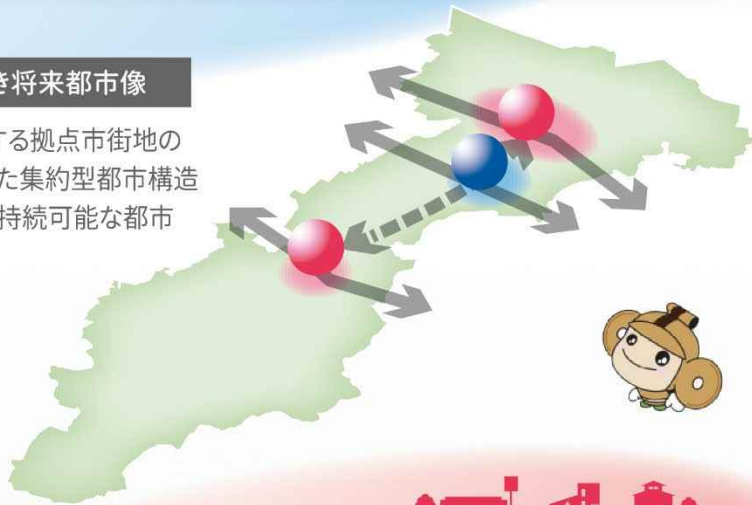 き将来都市像
する拠点市街地の
た集約型都市構造
持続可能な都市